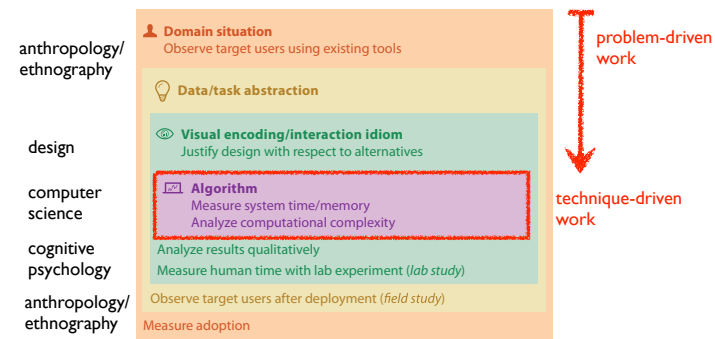 anthropology/
ethnography
Domain situation
Observe target users using existing tools
problem-driven
work
Data/task abstraction
design
Visual encoding/interaction idiom
Justify design with respect to alternatives
computer
science
Algorithm
Measure system time/memory
Analyze computational complexity
technique-driven
work
cognitive
psychology
Analyze results qualitatively
Measure human time with lab experiment (lab study)
anthropology/
ethnography
Observe target users after deployment (field study)
Measure adoption